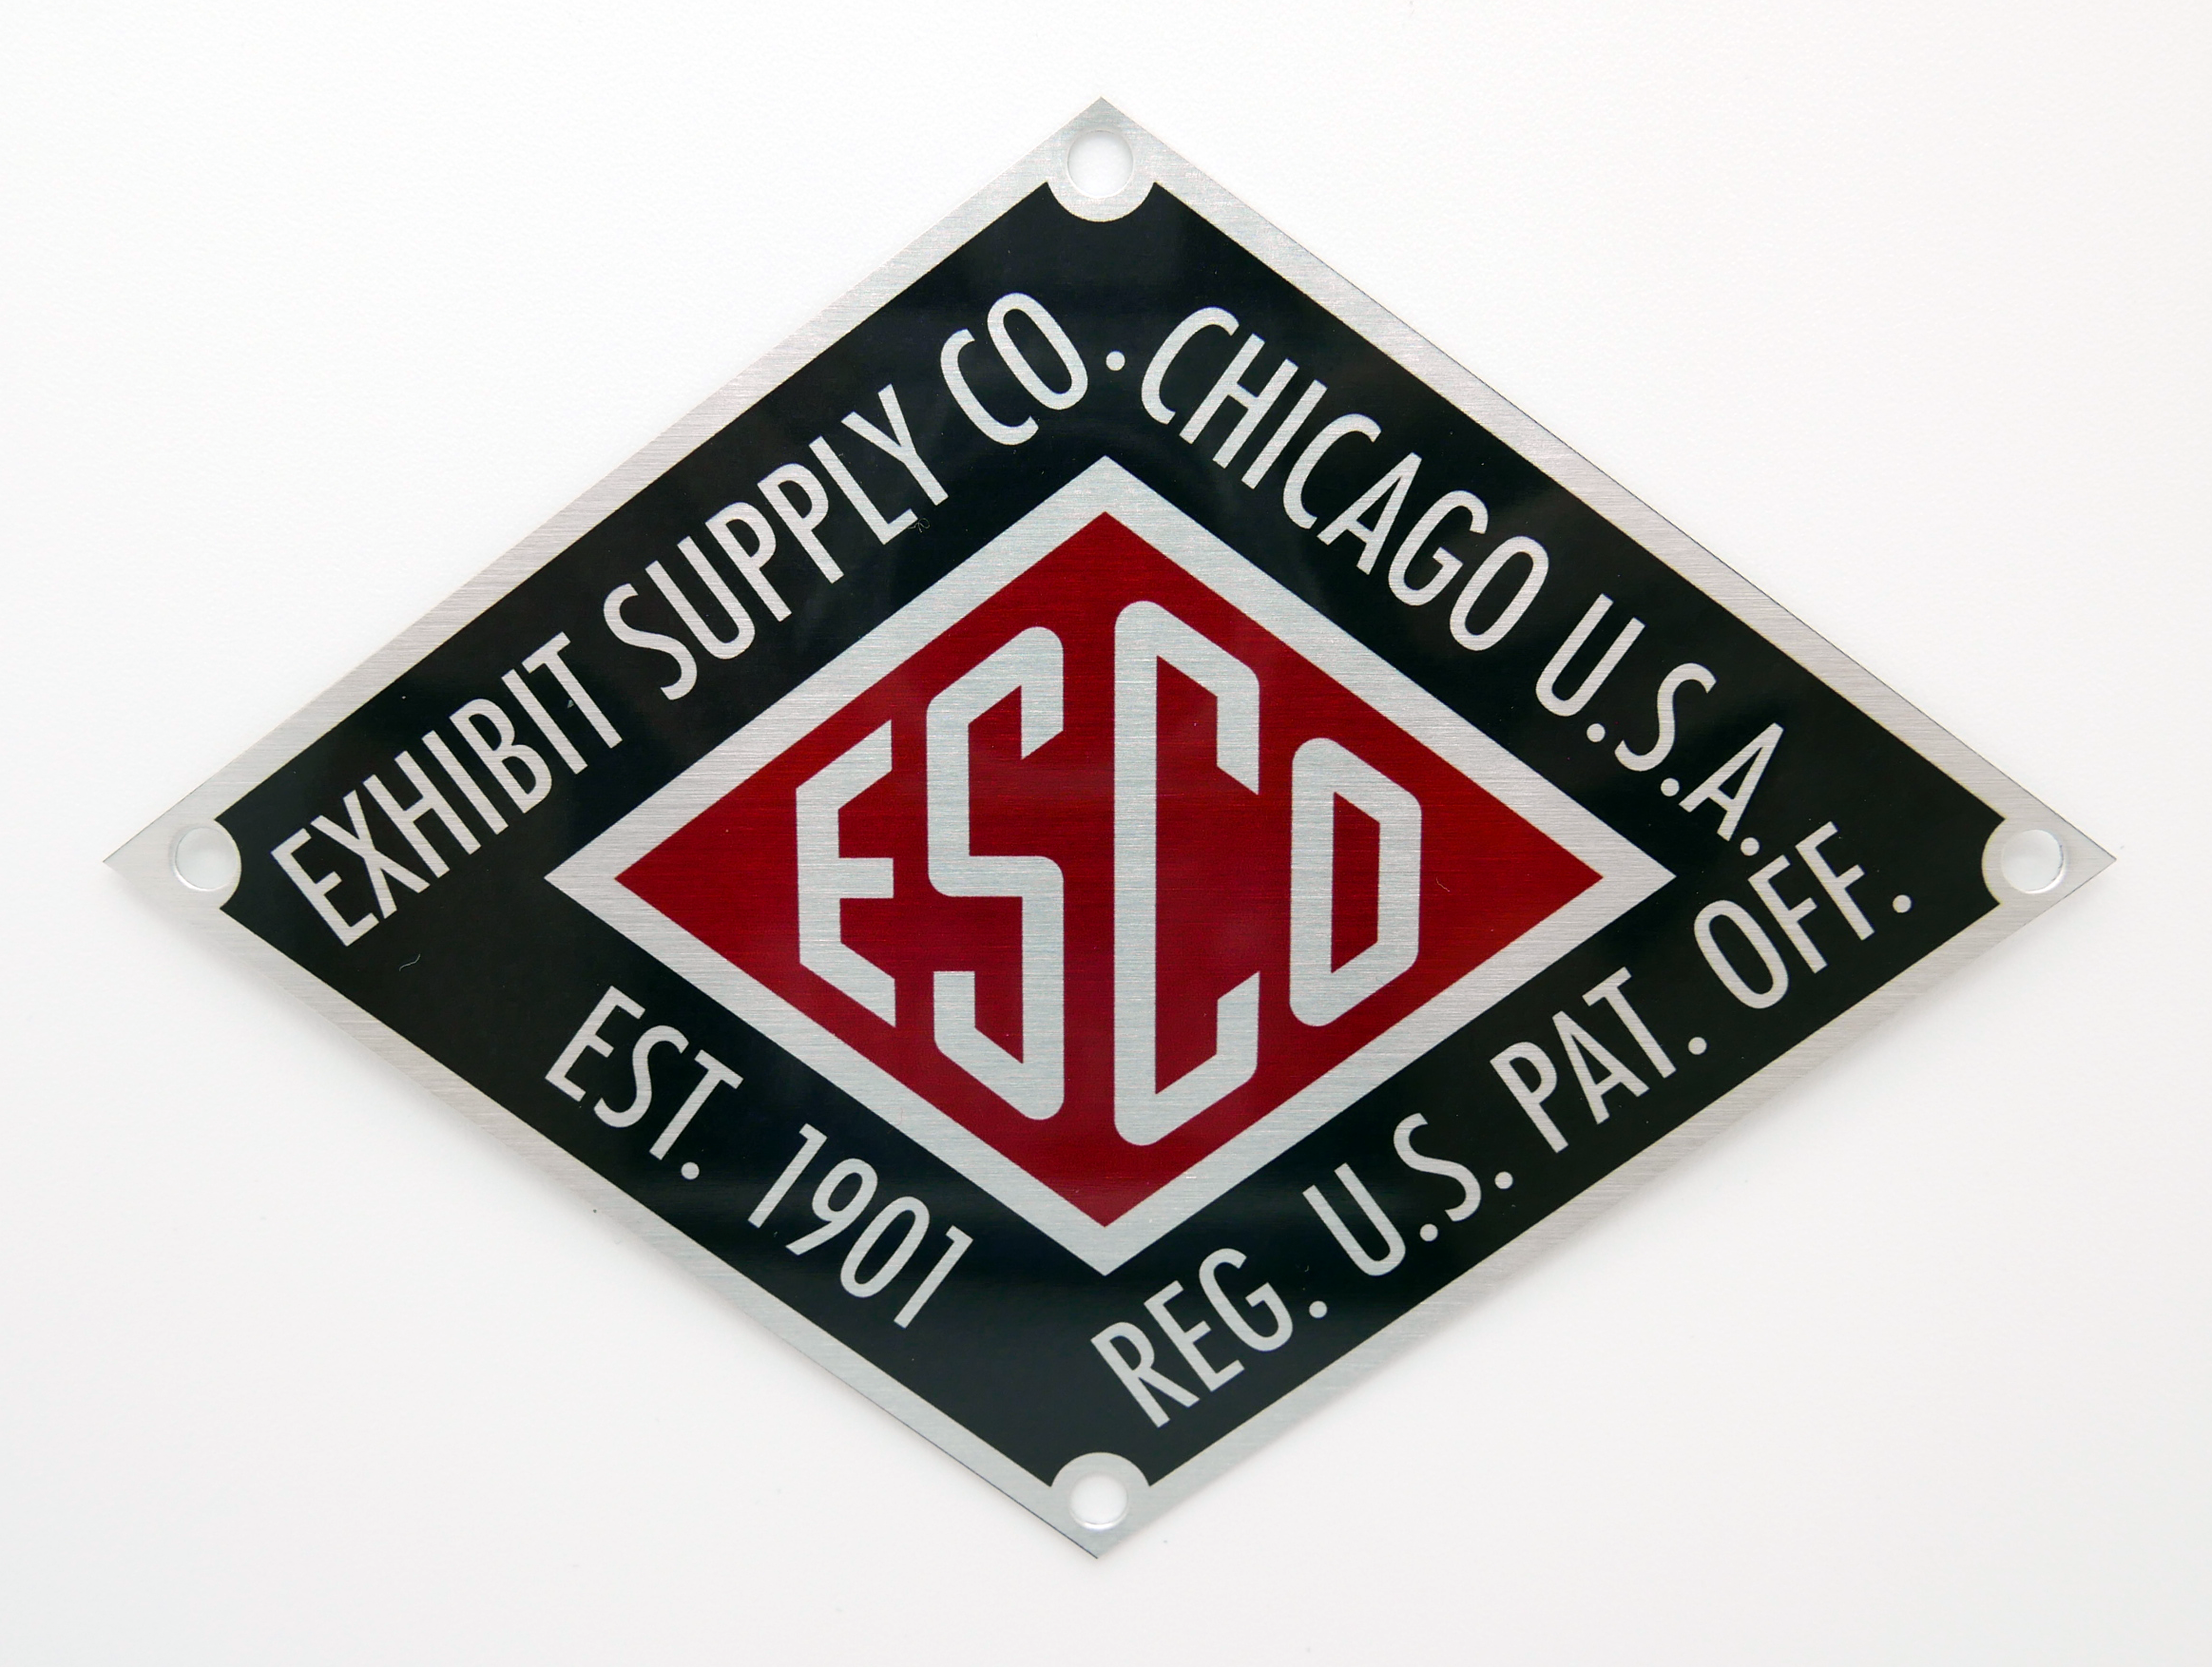 EXHIBIT SUPPLY CO.
CHICAGO U.S.A.
ESCO
EST. 1901
REG. U.S. PAT. OFF.